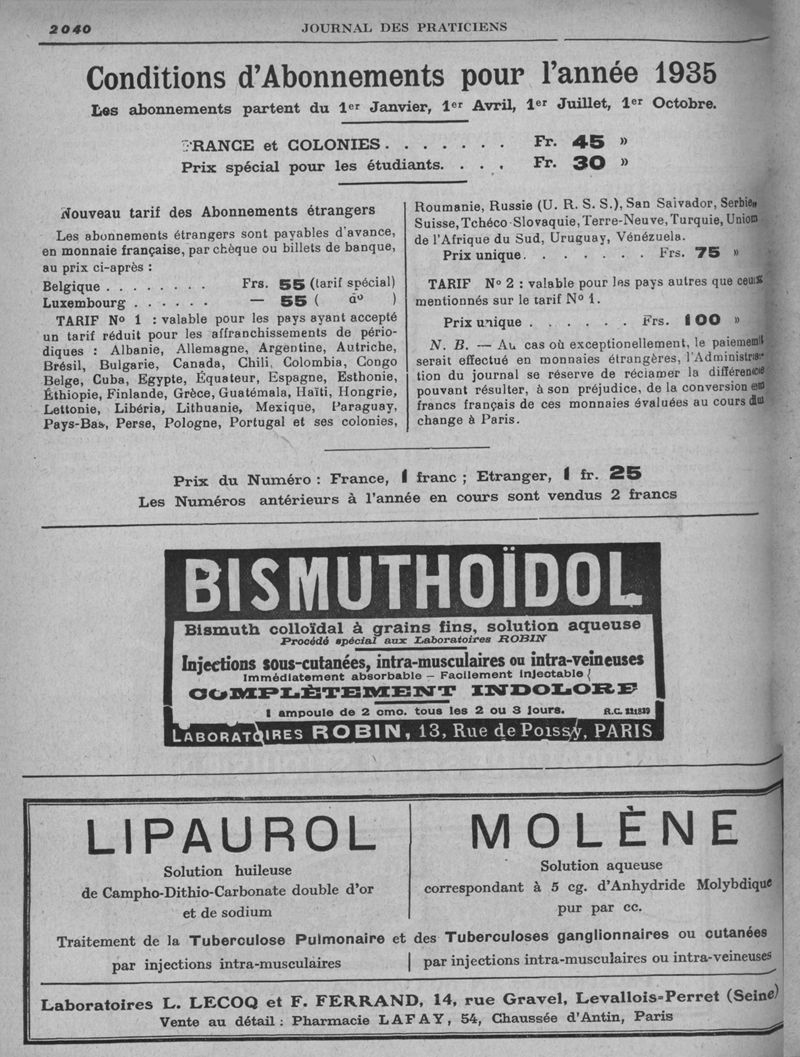 2040
JOURNAL DES PRATICIENS
Conditions d'Abonnements pour l'année 1935
Les abonnements partent du 1er Janvier, 1er Avril, 1er Juillet, 1er Octobre.
FRANCE et COLONIES . . . . . . . Fr. 45 »
Prix spécial pour les étudiants. . . . Fr. 30 »
Nouveau tarif des Abonnements étrangers
Les abonnements étrangers sont payables d'avance,
en monnaie française, par chèque ou billets de banque,
au prix ci-après :
Belgique . . . . . . . . Frs. 55 (tarif spécial)
Luxembourg . . . . . . — 55 ( do )
TARIF No 1 : valable pour les pays ayant accepté
un tarif réduit pour les affranchissements de pério-
diques : Albanie, Allemagne, Argentine, Autriche,
Brésil, Bulgarie, Canada, Chili, Colombia, Congo
Belge, Cuba, Egypte, Équateur, Espagne, Esthonie,
Éthiopie, Finlande, Grèce, Guatémala, Haïti, Hongrie,
Lettonie, Libéria, Lithuanie, Mexique, Paraguay,
Pays-Bas, Perse, Pologne, Portugal et ses colonies,
Roumanie, Russie (U. R. S. S.), San Salvador, Serbie,
Suisse, Tchéco-Slovaquie, Terre-Neuve, Turquie, Union
de l'Afrique du Sud, Uruguay, Vénézuela.
Prix unique. . . . . . . Frs. 75 »
TARIF No 2 : valable pour les pays autres que ceux
mentionnés sur le tarif No 1.
Prix unique . . . . . . Frs. 100 »
N. B. — Au cas où exceptionellement, le paiement
serait effectué en monnaies étrangères, l'Administra-
tion du journal se réserve de réclamer la différence
pouvant résulter, à son préjudice, de la conversion en
francs français de ces monnaies évaluées au cours du
change à Paris.
Prix du Numéro : France, 1 franc ; Etranger, 1 fr. 25
Les Numéros antérieurs à l'année en cours sont vendus 2 francs
BISMUTHOÏDOL
Bismuth colloïdal à grains fins, solution aqueuse
Procédé spécial aux Laboratoires ROBIN
Injections sous-cutanées, intra-musculaires ou intra-veineuses
Immédiatement absorbable – Facilement injectable
COMPLÈTEMENT INDOLORE
1 ampoule de 2 cmc. tous les 2 ou 3 jours. R.C. 221839
LABORATOIRES ROBIN, 13, Rue de Poissy, PARIS
LIPAUROL
Solution huileuse
de Campho-Dithio-Carbonate double d'or
et de sodium
MOLÈNE
Solution aqueuse
correspondant à 5 cg. d'Anhydride Molybdique
pur par cc.
Traitement de la Tuberculose Pulmonaire et des Tuberculoses ganglionnaires ou cutanées
par injections intra-musculaires | par injections intra-musculaires ou intra-veineuses
Laboratoires L. LECOQ et F. FERRAND, 14, rue Gravel, Levallois-Perret (Seine)
Vente au détail : Pharmacie LAFAY, 54, Chaussée d'Antin, Paris